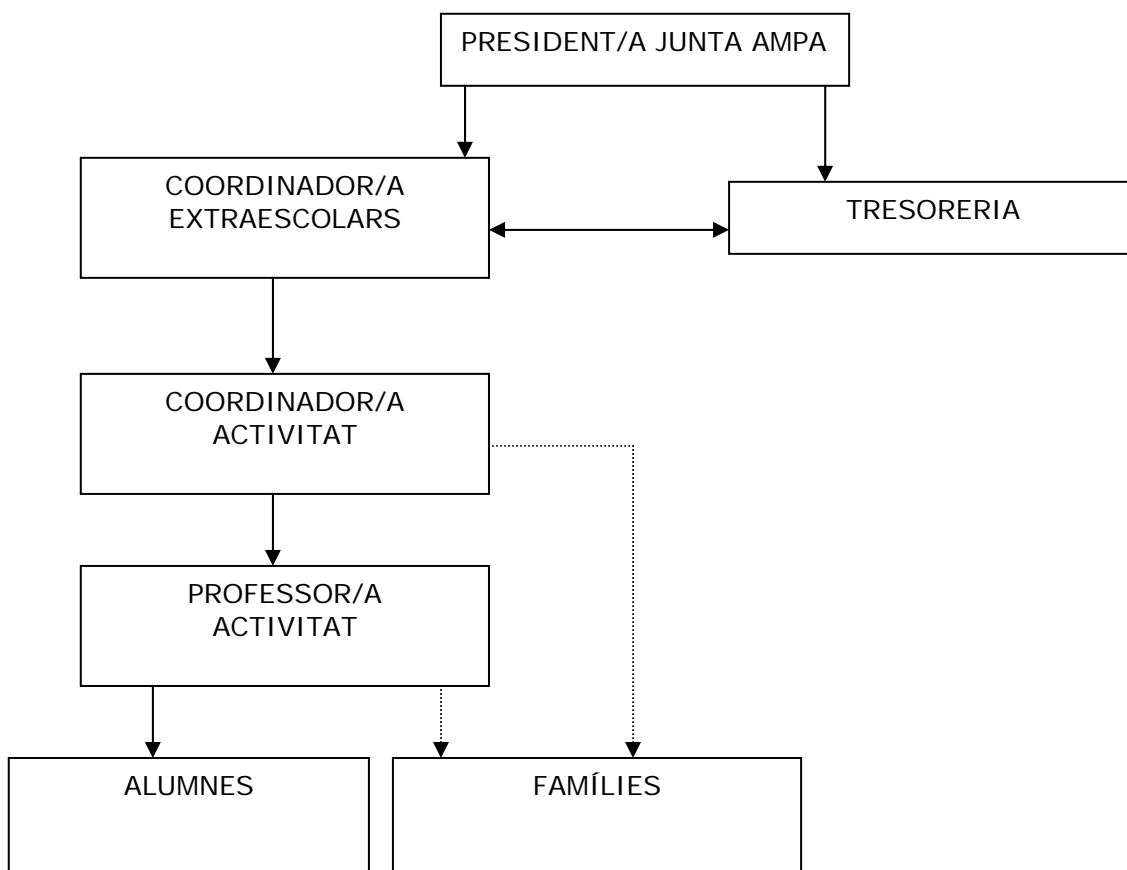 PRESIDENT/A JUNTA AMPA
COORDINADOR/A
EXTRAESCOLARS
TRESORERIA
COORDINADOR/A
ACTIVITAT
PROFESSOR/A
ACTIVITAT
ALUMNES
FAMÍLIES